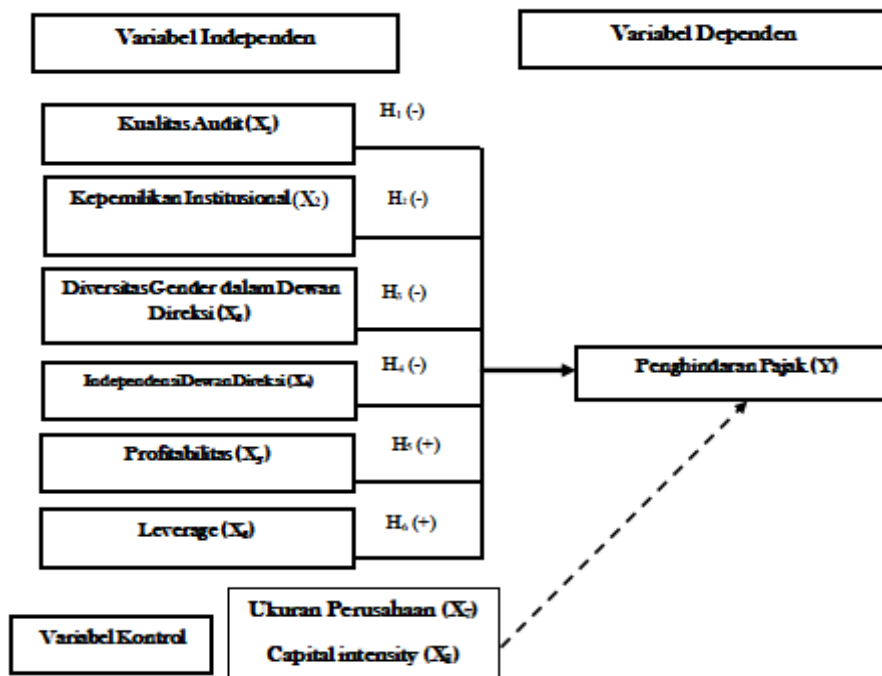 Variabel Independen
Variabel Dependen
Kualitas Audit (X₁)
H₁ (-)
Kepemilikan Institusional (X₂)
H₂ (-)
Diversitas Gender dalam Dewan
Direksi (X₃)
H₃ (-)
Independensi Dewan Direksi (X₄)
H₄ (-)
Penghindaran Pajak (Y)
Profitabilitas (X₅)
H₅ (+)
Leverage (X₆)
H₆ (+)
Variabel Kontrol
Ukuran Perusahaan (X₇)
Capital intensity (X₈)